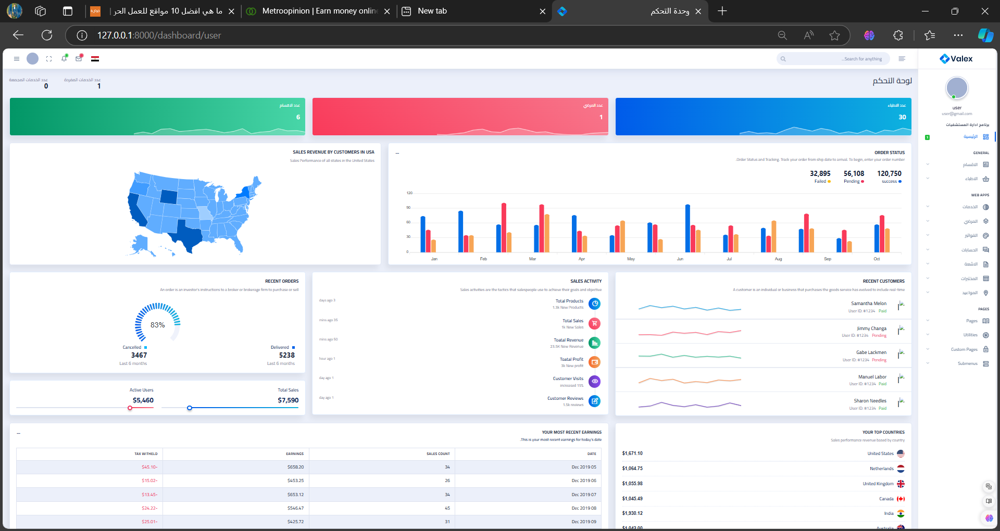 ما هي افضل 10 مواقع للعمل الحر
Metroopinion | Earn money online
New tab
وحدة التحكم
127.0.0.1:8000/dashboard/user
...Search for anything
Valex
user
user@gmail.com
برنامج ادارة المستشفيات
الرئيسية
1
GENERAL
الاقسام
الاطباء
WEB APPS
الخدمات
المرضي
الفواتير
الحسابات
الاشعة
المختبرات
المواعيد
PAGES
Pages
Utilities
Custom Pages
Submenus
لوحة التحكم
عدد الخدمات المفردة
1
عدد الخدمات المجمعة
0
عدد الاطباء
30
عدد المرضي
1
عدد الاقسام
6
ORDER STATUS
...
.Order Status and Tracking. Track your order from ship date to arrival. To begin, enter your order number
32,895 56,108 120,750
Failed Pending success
120
90
60
30
0
Jan Feb Mar Apr May Jun Jul Aug Sep Oct
SALES REVENUE BY CUSTOMERS IN USA
Sales Performance of all states in the United States
RECENT CUSTOMERS
A customer is an individual or business that purchases the goods service has evolved to include real-time
Samantha Melon
User ID: #1234 Paid
Jimmy Changa
User ID: #1234 Pending
Gabe Lackmen
User ID: #1234 Pending
Manuel Labor
User ID: #1234 Paid
Sharon Needles
User ID: #1234 Paid
SALES ACTIVITY
Sales activities are the tactics that salespeople use to achieve their goals and objective
Total Products
days ago 3
1.3k New Products
Total Sales
mins ago 35
1k New Sales
Toatal Revenue
mins ago 50
23.5K New Revenue
Toatal Profit
hour ago 1
3k New profit
Customer Visits
day ago 1
increased 15%
Customer Reviews
day ago 1
1.5k reviews
RECENT ORDERS
An order is an investor's instructions to a broker or brokerage firm to purchase or sell
83%
Delivered
5238
Last 6 months
Cancelled
3467
Last 6 months
Total Sales
$7,590
Active Users
$5,460
YOUR TOP COUNTRIES
Sales performance revenue based by country
$1,671.10 United States
$1,064.75 Netherlands
$1,055.98 United Kingdom
$1,045.49 Canada
$1,930.12 India
$1,042.00 Australia
YOUR MOST RECENT EARNINGS
...
.This is your most recent earnings for today's date
TAX WITHELD EARNINGS SALES COUNT DATE
$45.10- $658.20 34 Dec 2019 05
$15.02- $453.25 26 Dec 2019 06
$13.45- $653.12 34 Dec 2019 07
$24.22- $546.47 45 Dec 2019 08
$25.01- $425.72 31 Dec 2019 09